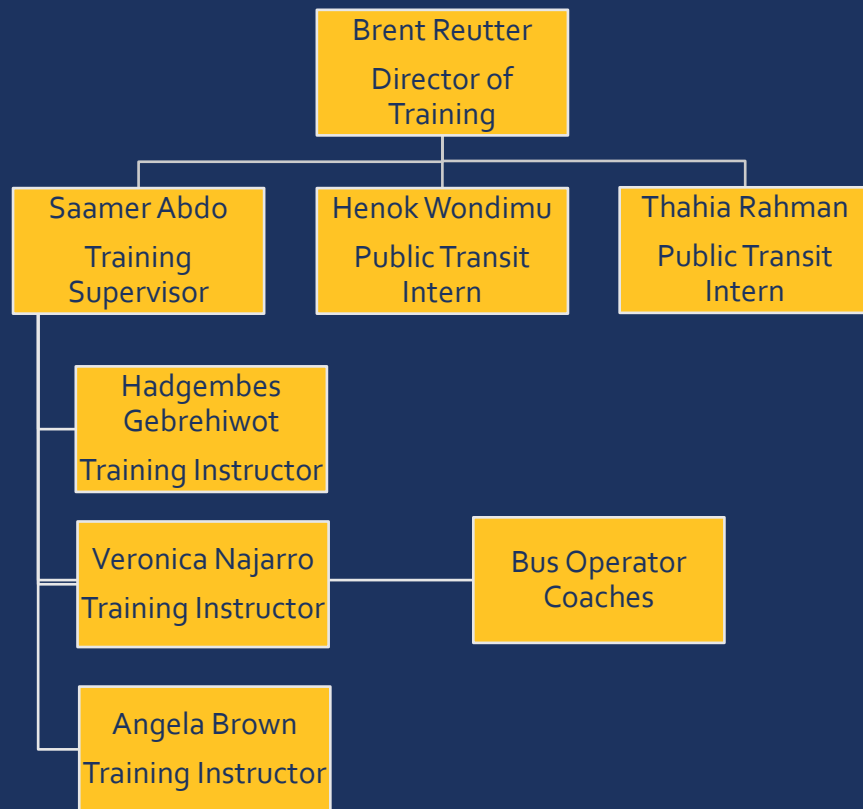 Brent Reutter
Director of
Training
Saamer Abdo
Training
Supervisor
Henok Wondimu
Public Transit
Intern
Thahia Rahman
Public Transit
Intern
Hadgembes
Gebrehiwot
Training Instructor
Veronica Najarro
Training Instructor
Bus Operator
Coaches
Angela Brown
Training Instructor